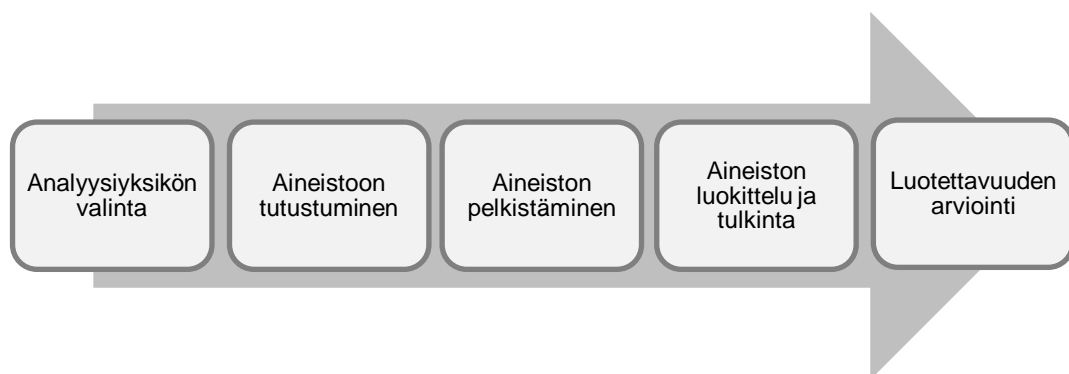 Analyysiyksikön
valinta
Aineistoon
tutustuminen
Aineiston
pelkistäminen
Aineiston
luokittelu ja
tulkinta
Luotettavuuden
arviointi